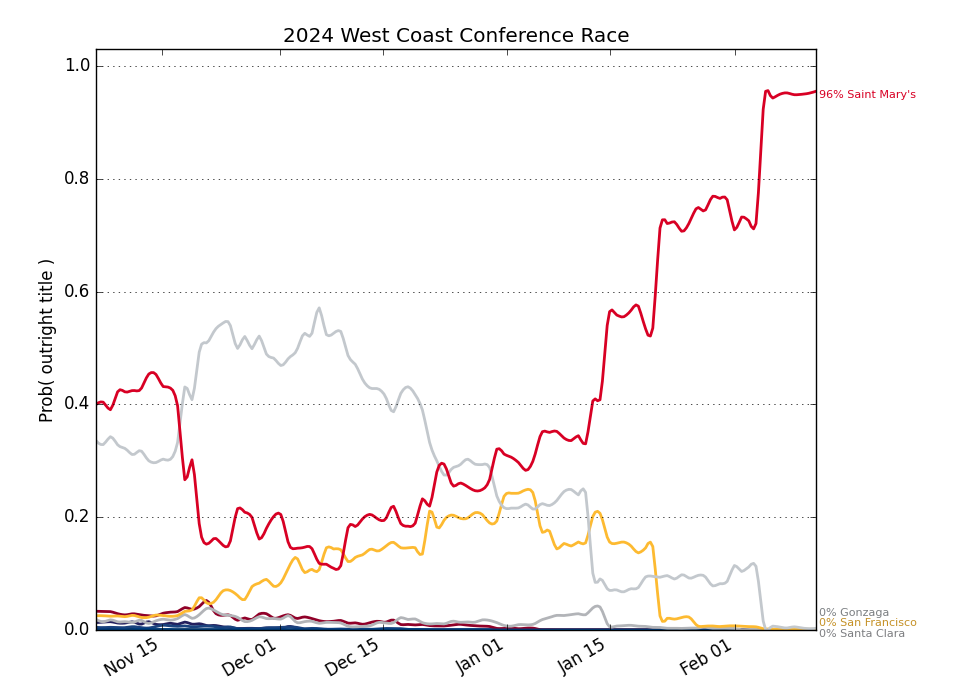 2024 West Coast Conference Race
Prob( outright title )
1.0
0.8
0.6
0.4
0.2
0.0
Nov 15
Dec 01
Dec 15
Jan 01
Jan 15
Feb 01
96% Saint Mary's
0% Gonzaga
0% San Francisco
0% Santa Clara